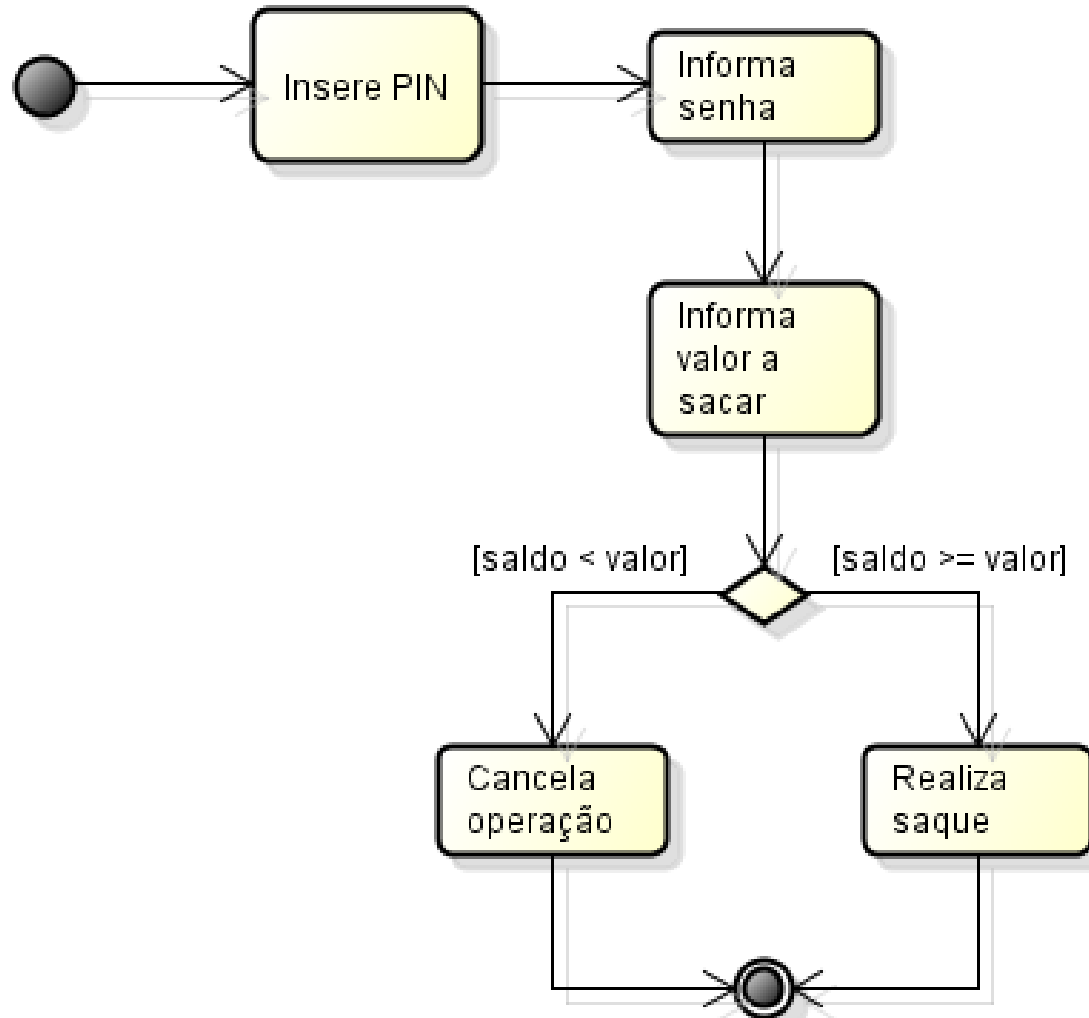 Insere PIN
Informa
senha
Informa
valor a
sacar
[saldo < valor]
[saldo >= valor]
Cancela
operação
Realiza
saque